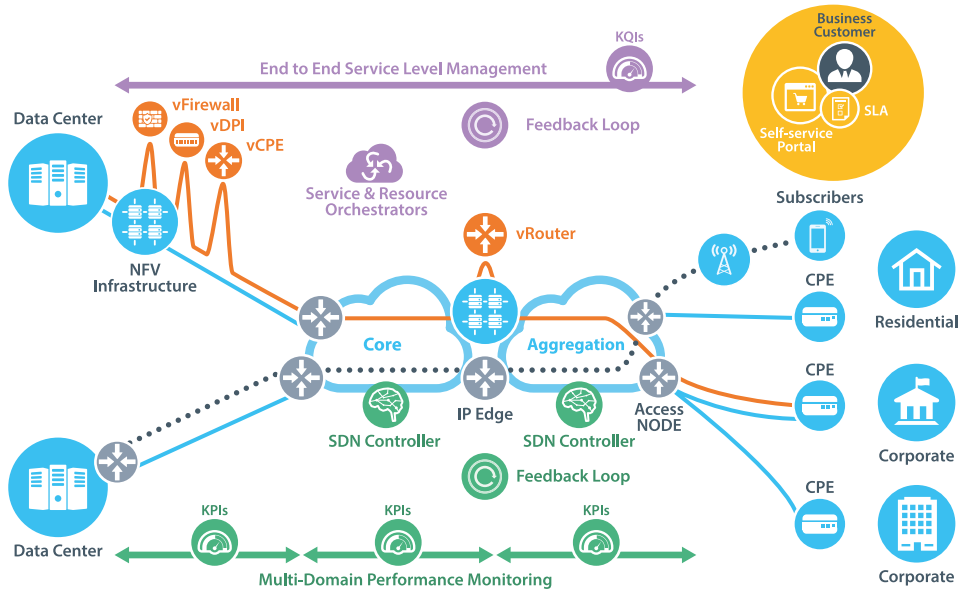 KQIs
End to End Service Level Management
Business
Customer
SLA
Self-service
Portal
vFirewall
vDPI
vCPE
Data Center
Feedback Loop
Service & Resource
Orchestrators
Subscribers
vRouter
NFV
Infrastructure
CPE
Residential
Core
Aggregation
CPE
IP Edge
Access
NODE
SDN Controller
SDN Controller
Corporate
Feedback Loop
CPE
KPIs
KPIs
KPIs
Data Center
Multi-Domain Performance Monitoring
Corporate